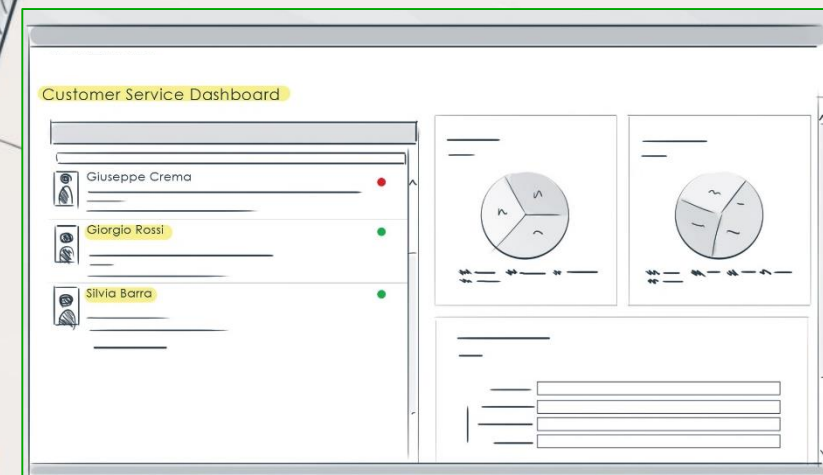 Customer Service Dashboard
Giuseppe Crema
Giorgio Rossi
Silvia Barra